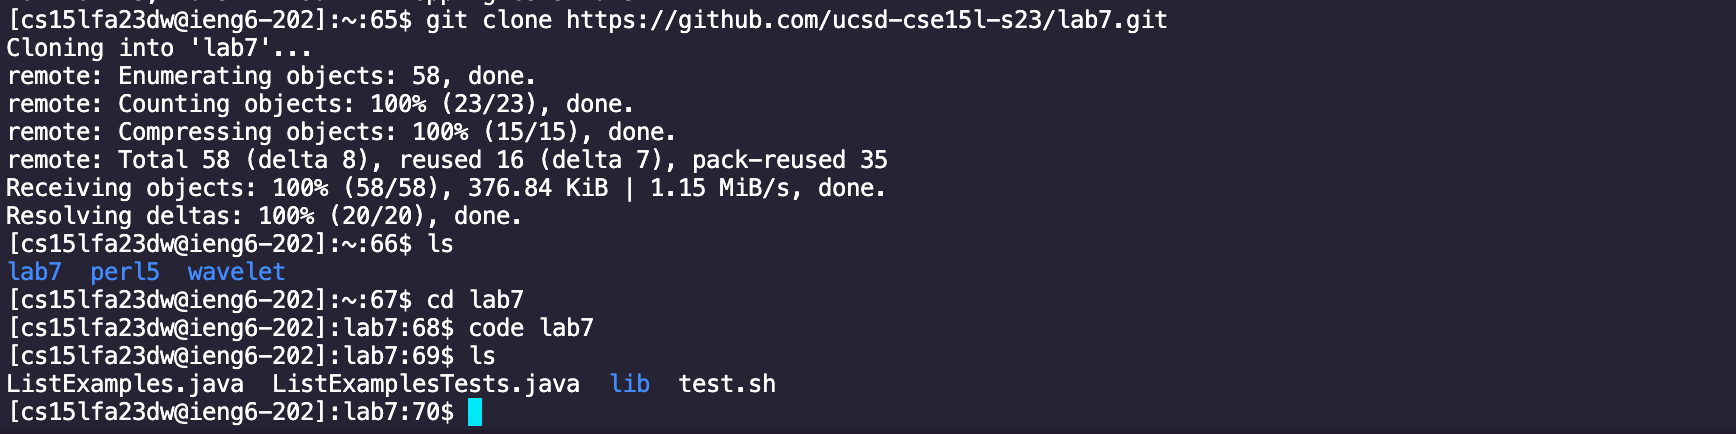 [cs15lfa23dw@ieng6-202]:~:65$ git clone https://github.com/ucsd-cse15l-s23/lab7.git
Cloning into 'lab7'...
remote: Enumerating objects: 58, done.
remote: Counting objects: 100% (23/23), done.
remote: Compressing objects: 100% (15/15), done.
remote: Total 58 (delta 8), reused 16 (delta 7), pack-reused 35
Receiving objects: 100% (58/58), 376.84 KiB | 1.15 MiB/s, done.
Resolving deltas: 100% (20/20), done.
[cs15lfa23dw@ieng6-202]:~:66$ ls
lab7  perl5  wavelet
[cs15lfa23dw@ieng6-202]:~:67$ cd lab7
[cs15lfa23dw@ieng6-202]:lab7:68$ code lab7
[cs15lfa23dw@ieng6-202]:lab7:69$ ls
ListExamples.java  ListExamplesTests.java  lib  test.sh
[cs15lfa23dw@ieng6-202]:lab7:70$